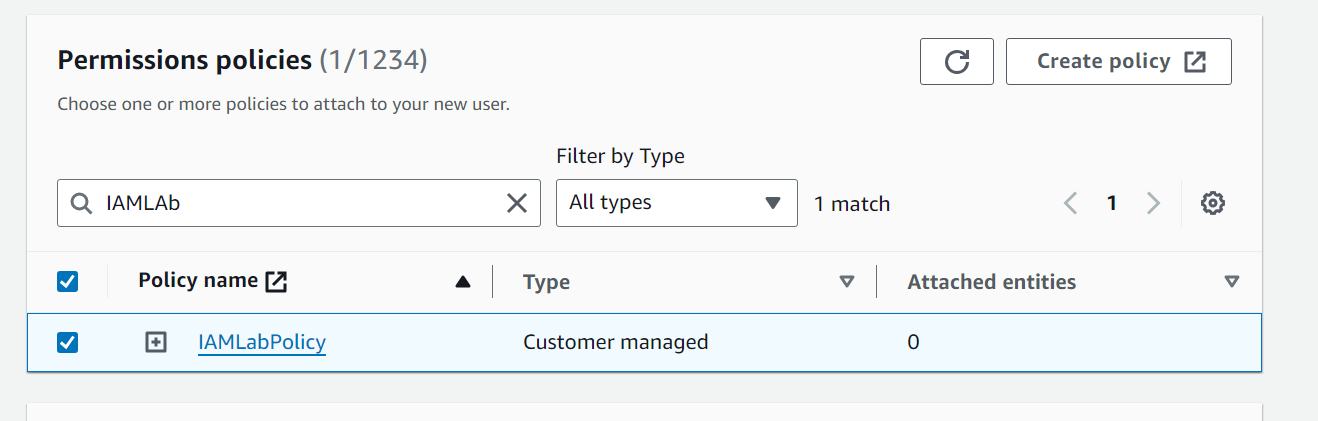 Permissions policies (1/1234)
Create policy
Choose one or more policies to attach to your new user.
Filter by Type
IAMLAb
All types
1 match
1
Policy name
Type
Attached entities
IAMLabPolicy
Customer managed
0